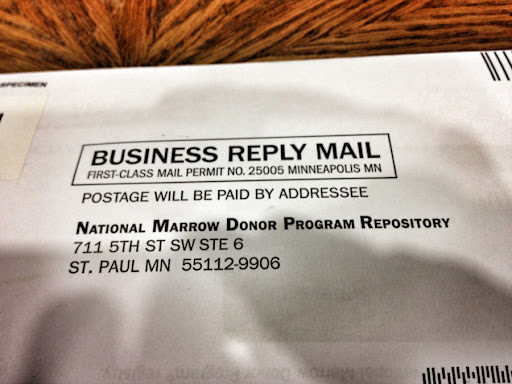 SPECIMEN
BUSINESS REPLY MAIL
FIRST-CLASS MAIL PERMIT NO. 25005 MINNEAPOLIS MN
POSTAGE WILL BE PAID BY ADDRESSEE
NATIONAL MARROW DONOR PROGRAM REPOSITORY
711 5TH ST SW STE 6
ST. PAUL MN 55112-9906